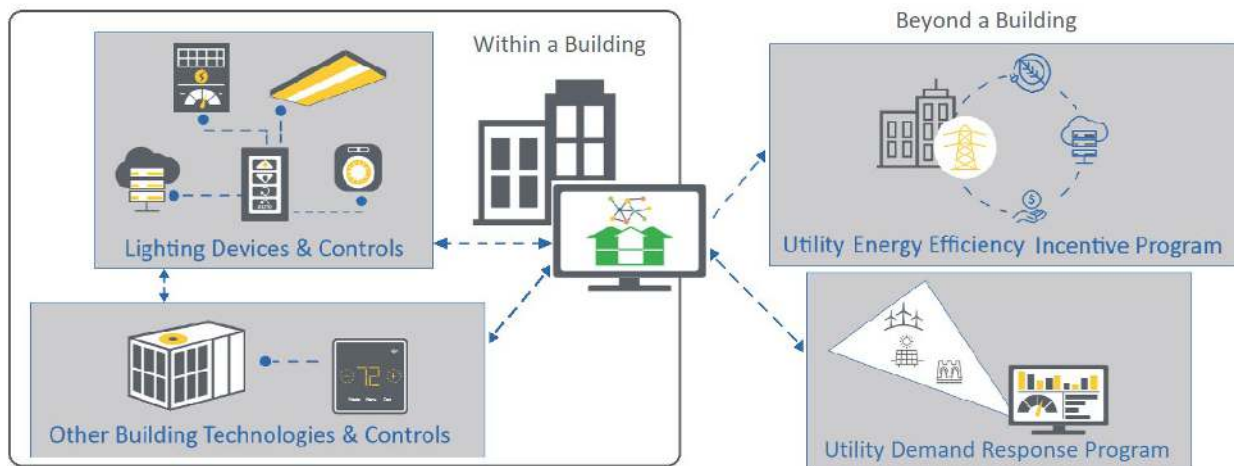 Within a Building
Beyond a Building
Lighting Devices & Controls
AUTO
Utility Energy Efficiency Incentive Program
72
Other Building Technologies & Controls
Utility Demand Response Program